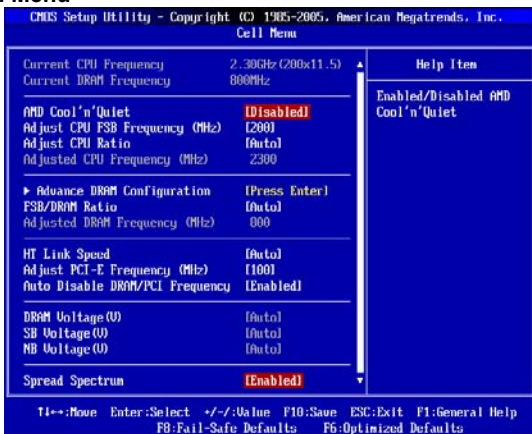 Menu
CMOS Setup Utility - Copyright (C) 1985-2005, American Megatrends, Inc.
Cell Menu
Current CPU Frequency 2.30GHz (200x11.5)
Current DRAM Frequency 800MHz
Help Item
AMD Cool'n'Quiet [Disabled]
Adjust CPU FSB Frequency (MHz) [200]
Adjust CPU Ratio [Auto]
Adjusted CPU Frequency (MHz) 2300
Enabled/Disabled AMD
Cool'n'Quiet
▶ Advance DRAM Configuration [Press Enter]
FSB/DRAM Ratio [Auto]
Adjusted DRAM Frequency (MHz) 800
HT Link Speed [Auto]
Adjust PCI-E Frequency (MHz) [100]
Auto Disable DRAM/PCI Frequency [Enabled]
DRAM Voltage(V) [Auto]
SB Voltage(V) [Auto]
NB Voltage(V) [Auto]
Spread Spectrum [Enabled]
↑↓←→:Move Enter:Select +/-/:Value F10:Save ESC:Exit F1:General Help
F8:Fail-Safe Defaults F6:Optimized Defaults